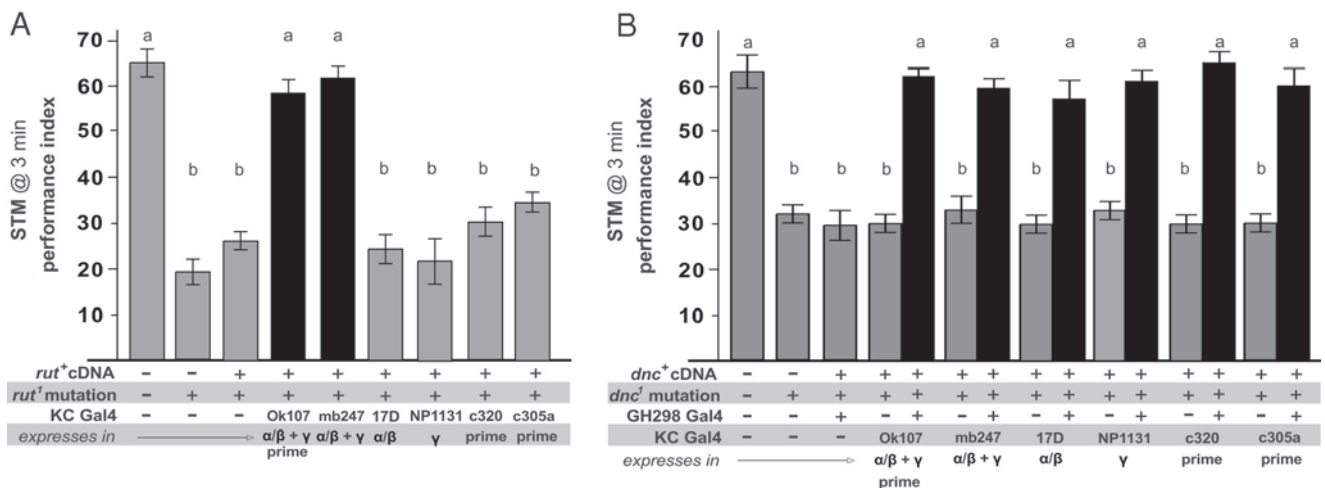 A
70
60
50
40
30
20
10
STM @ 3 min
performance index
a b b a a b b b b
rut+cDNA – – + + + + + + +
rut1 mutation – + + + + + + + +
KC Gal4 – – – Ok107 mb247 17D NP1131 c320 c305a
expresses in α/β + γ α/β + γ α/β γ prime prime
prime
B
70
60
50
40
30
20
10
STM @ 3 min
performance index
a b b b a b a b a b a b a b a
dnc+cDNA – – + + + + + + + + + + + + +
dnc1 mutation – + + + + + + + + + + + + + +
GH298 Gal4 – – + – + – + – + – + – + – +
KC Gal4 – – – Ok107 mb247 17D NP1131 c320 c305a
expresses in α/β + γ α/β + γ α/β γ prime prime
prime